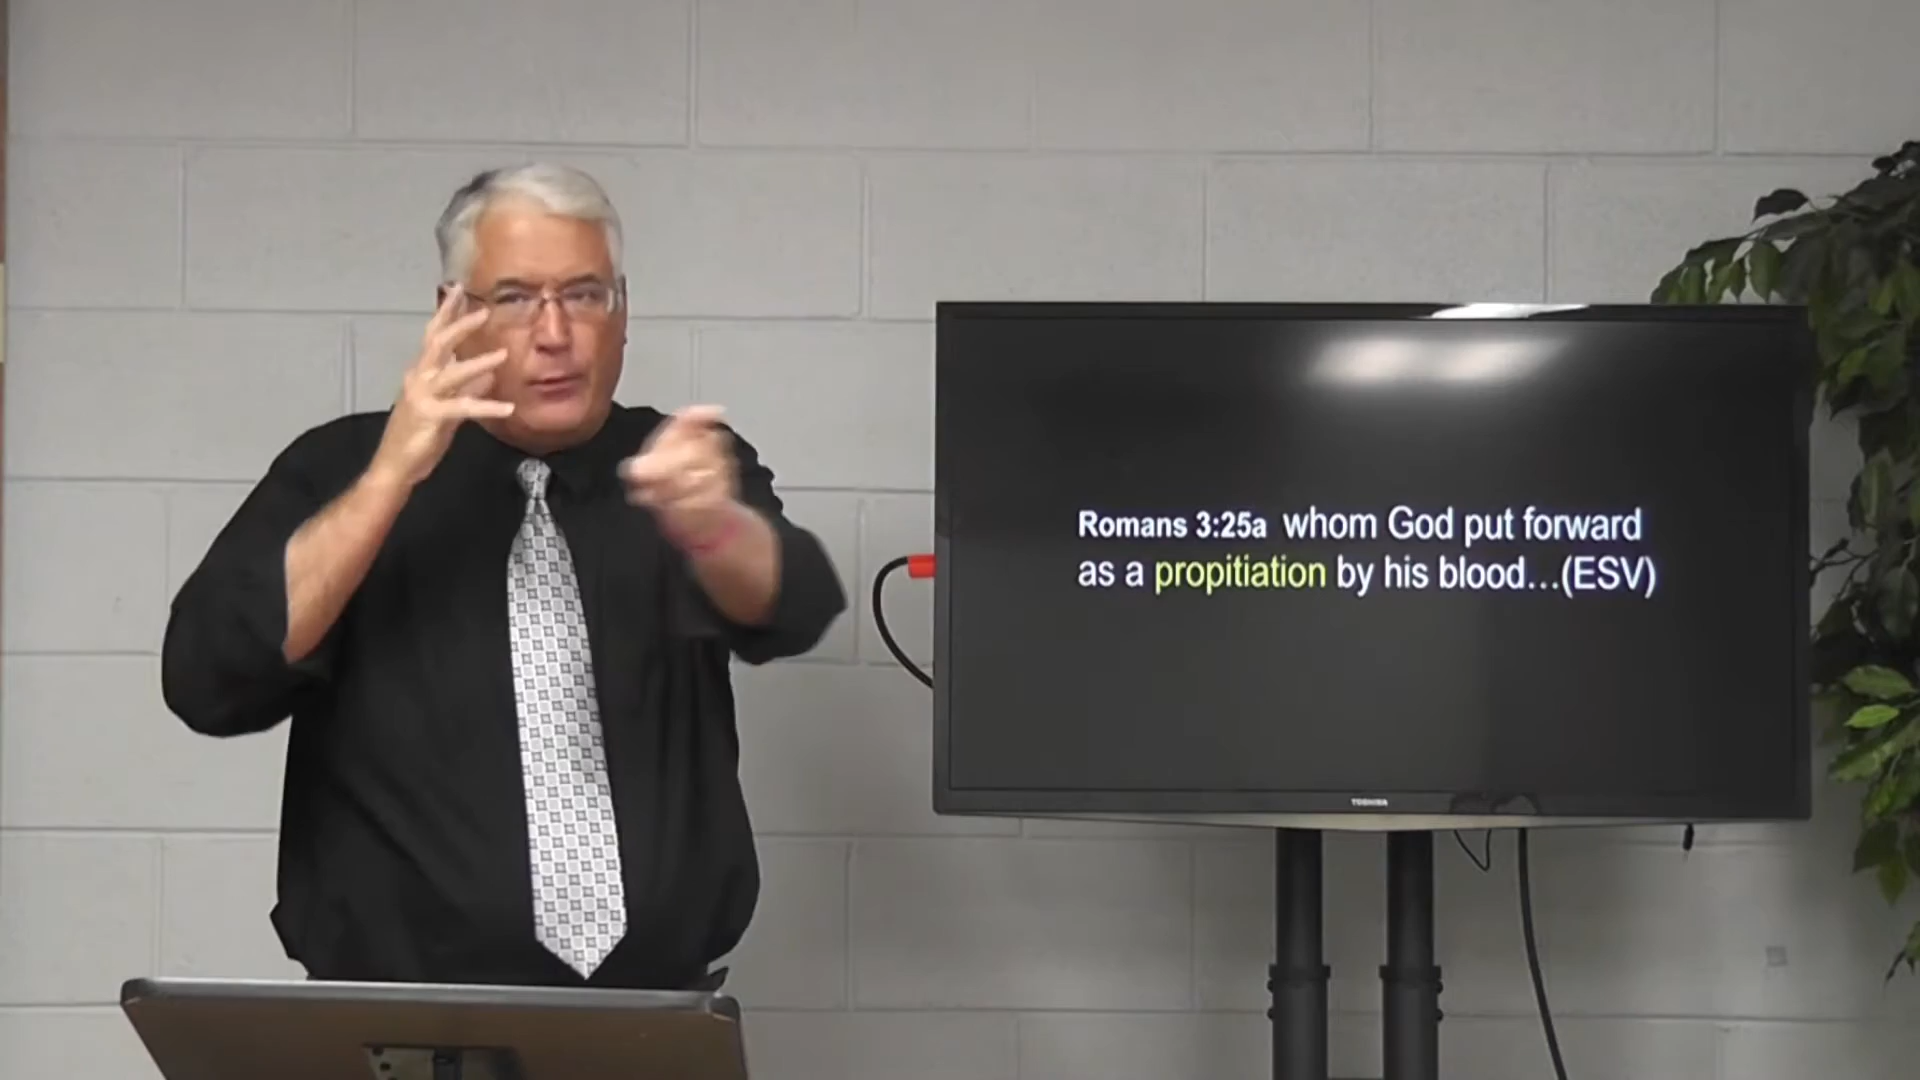 Romans 3:25a whom God put forward
as a propitiation by his blood…(ESV)
TOSHIBA